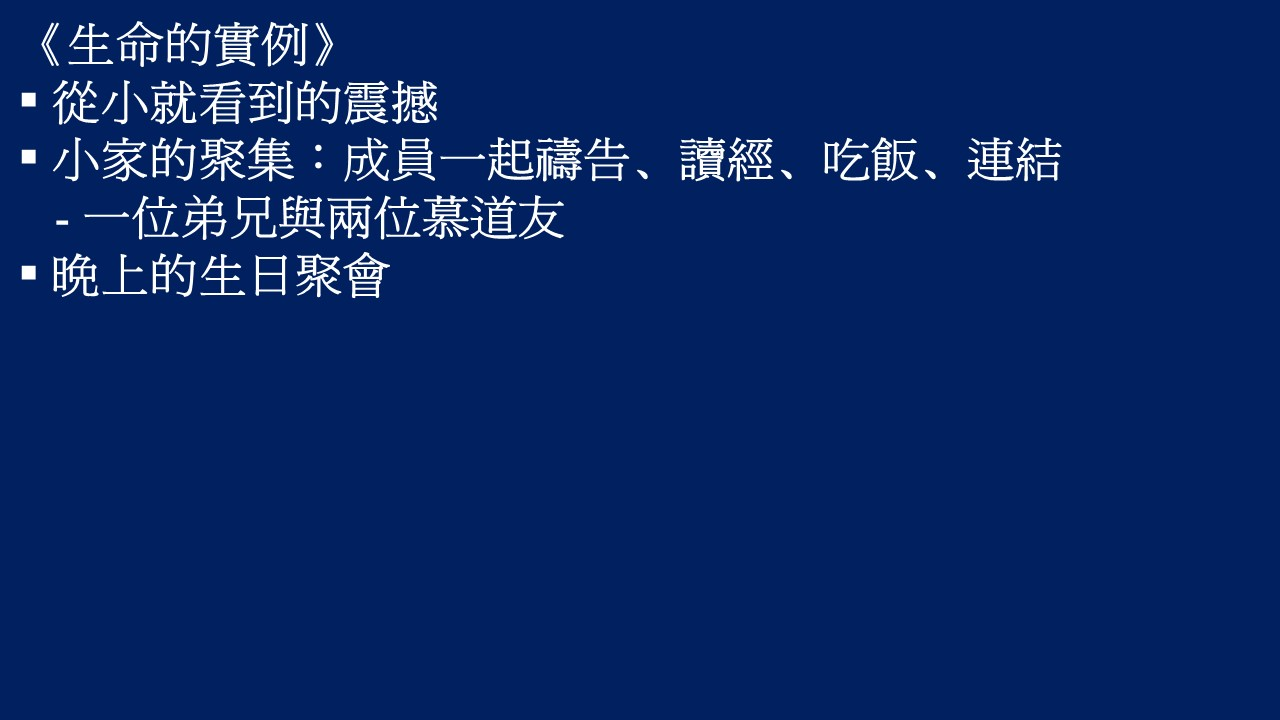 《生命的實例》
▪ 從小就看到的震撼
▪ 小家的聚集：成員一起禱告、讀經、吃飯、連結
- 一位弟兄與兩位慕道友
▪ 晚上的生日聚會